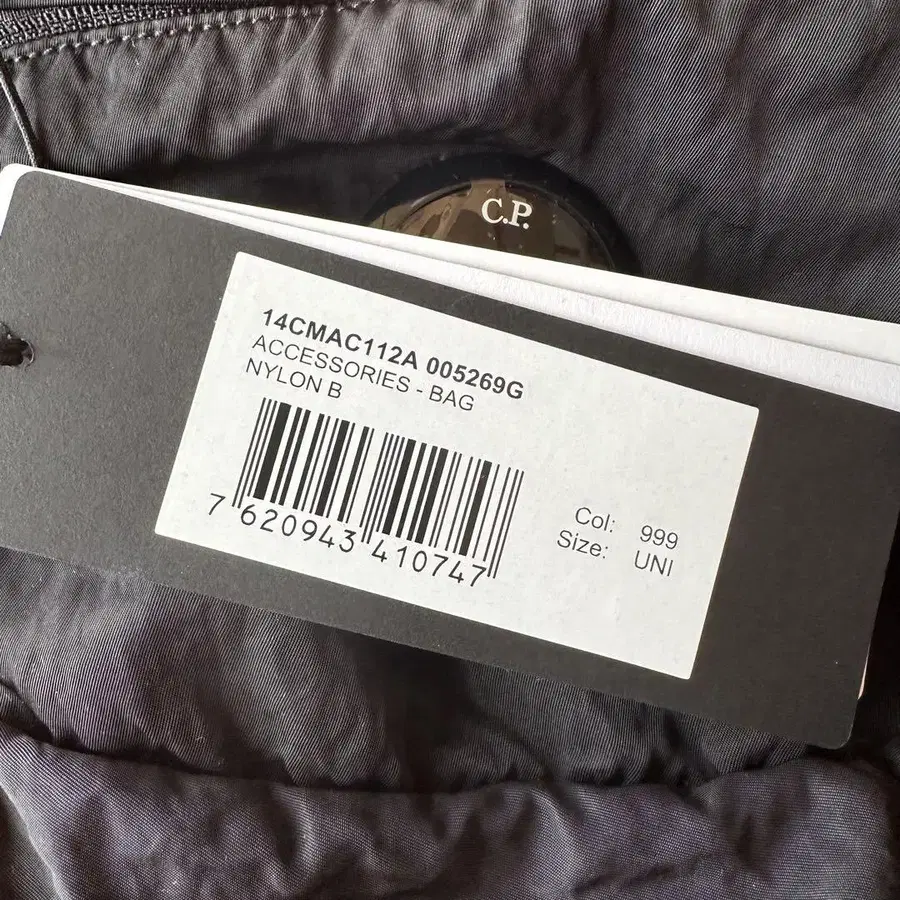 C.P.
14CMAC112A 005269G
ACCESSORIES - BAG
NYLON B
7 620943 410747
Col: 999
Size: UNI